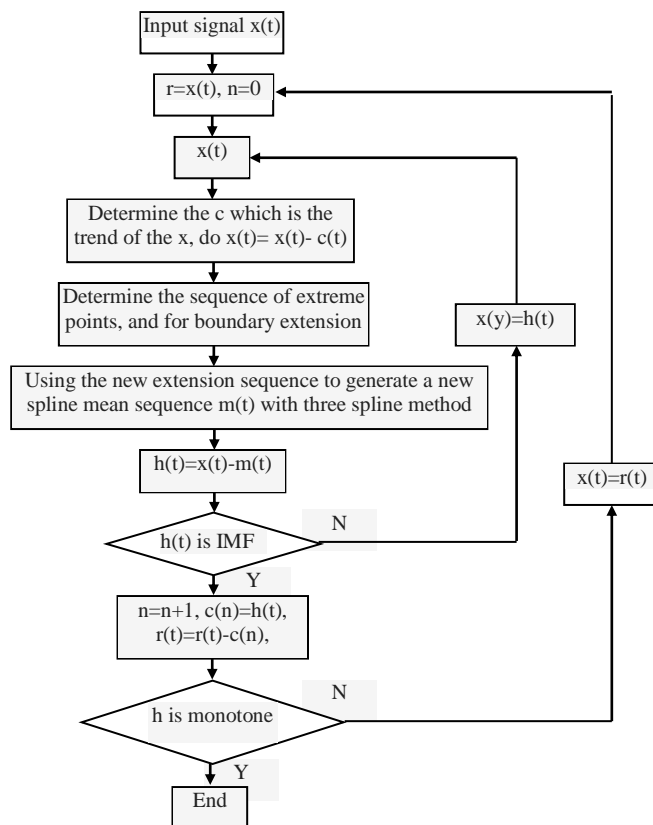 Input signal x(t)
r=x(t), n=0
x(t)
Determine the c which is the
trend of the x, do x(t)= x(t)- c(t)
Determine the sequence of extreme
points, and for boundary extension
x(y)=h(t)
Using the new extension sequence to generate a new
spline mean sequence m(t) with three spline method
h(t)=x(t)-m(t)
x(t)=r(t)
N
h(t) is IMF
Y
n=n+1, c(n)=h(t),
r(t)=r(t)-c(n),
N
h is monotone
Y
End